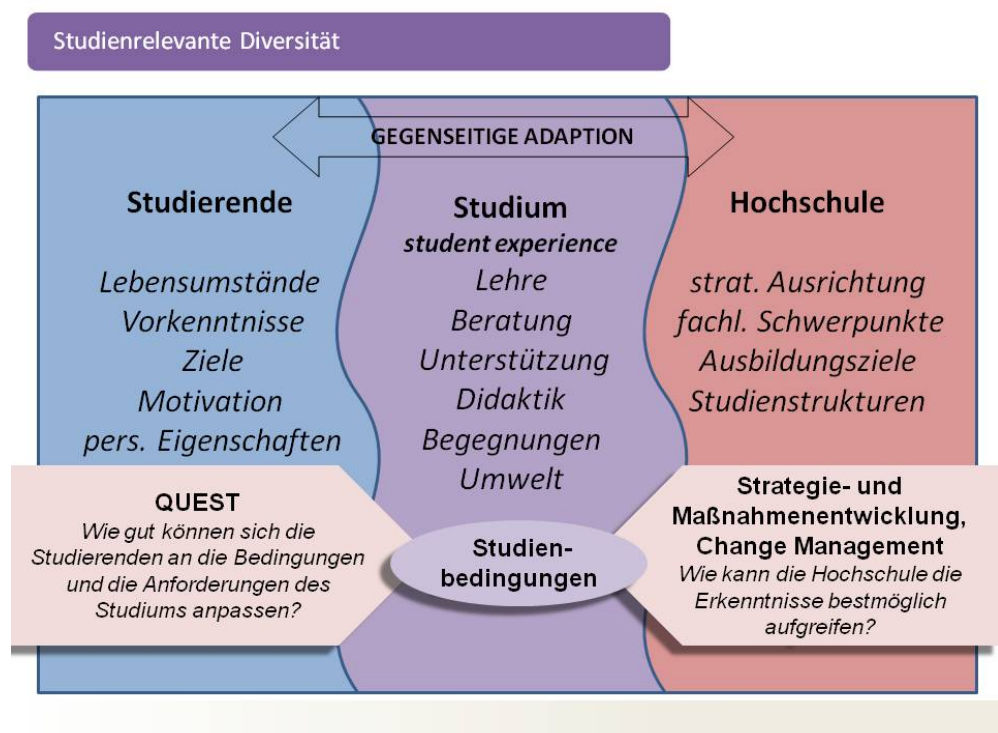 Studienrelevante Diversität
GEGENSEITIGE ADAPTION
Studierende
Lebensumstände
Vorkenntnisse
Ziele
Motivation
pers. Eigenschaften
Studium
student experience
Lehre
Beratung
Unterstützung
Didaktik
Begegnungen
Umwelt
Hochschule
strat. Ausrichtung
fachl. Schwerpunkte
Ausbildungsziele
Studienstrukturen
QUEST
Wie gut können sich die
Studierenden an die Bedingungen
und die Anforderungen des
Studiums anpassen?
Studien-
bedingungen
Strategie- und
Maßnahmenentwicklung,
Change Management
Wie kann die Hochschule die
Erkenntnisse bestmöglich
aufgreifen?